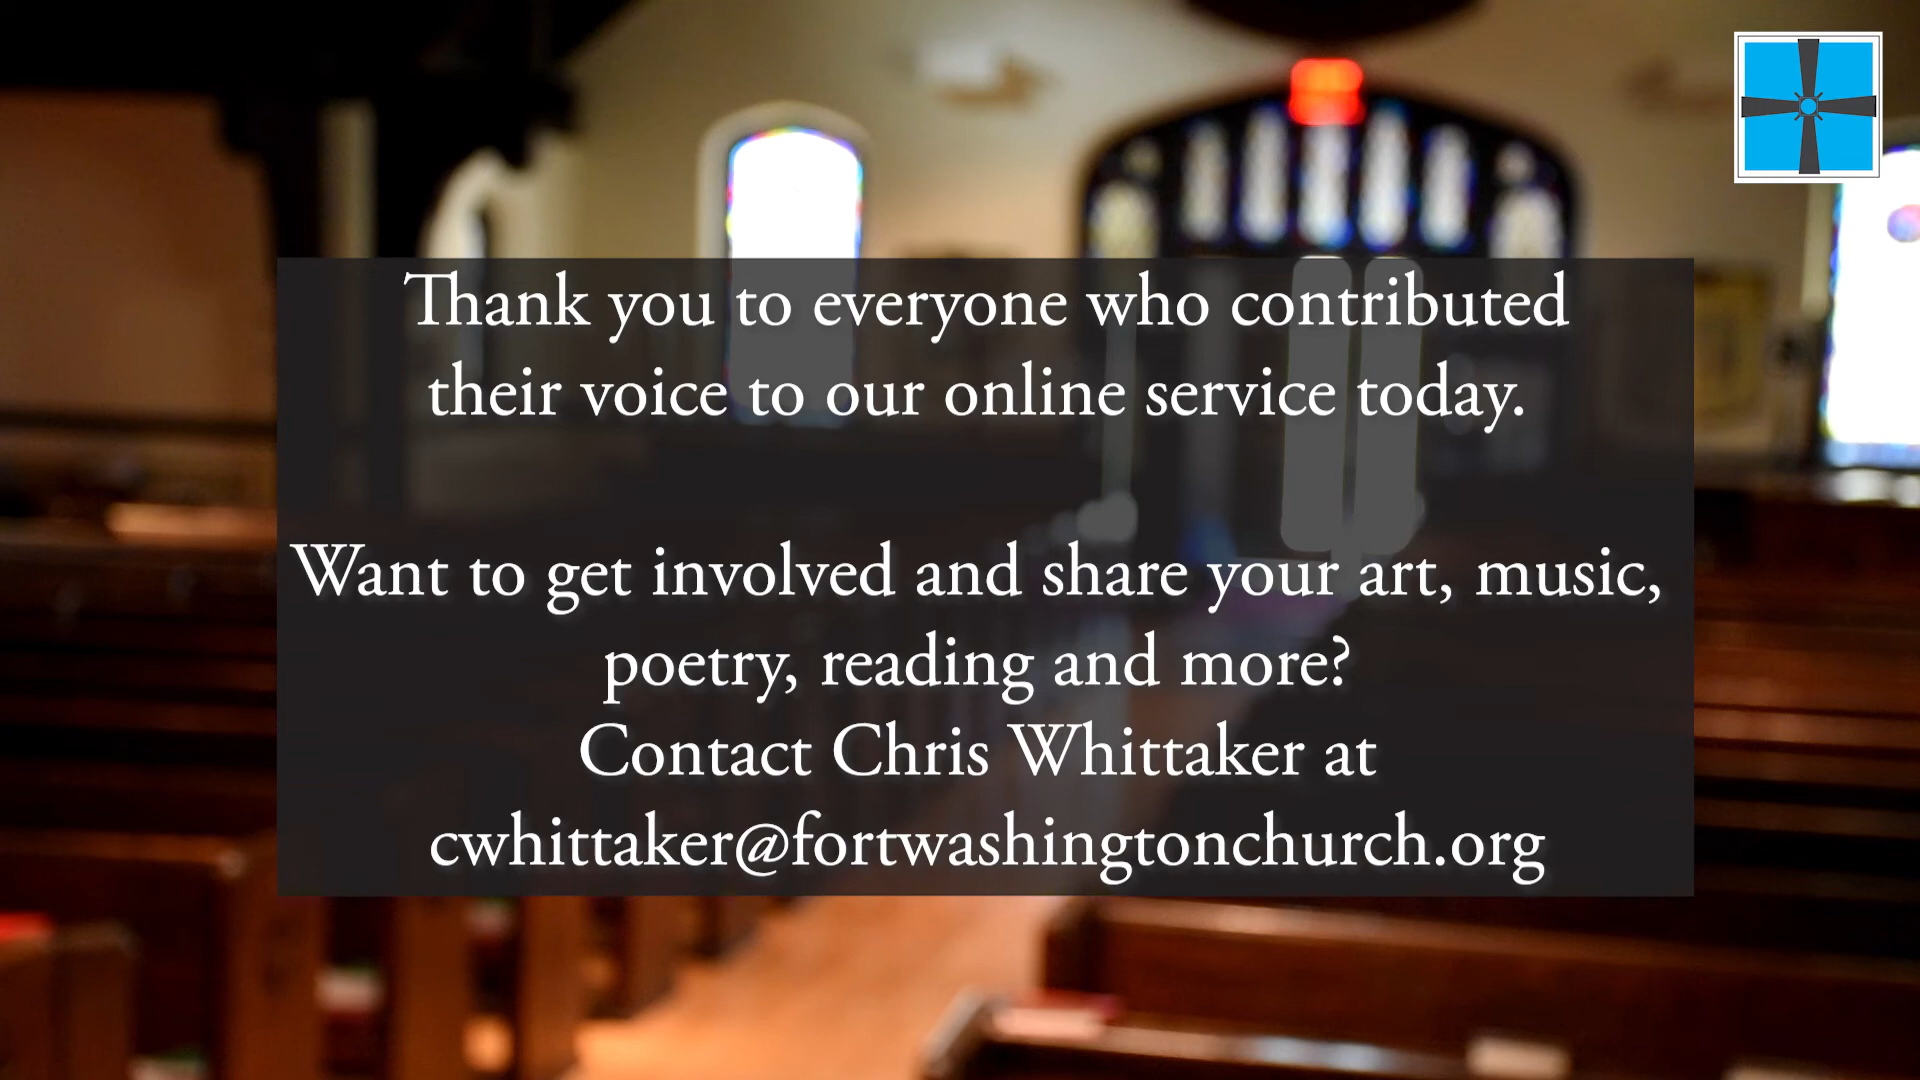 Thank you to everyone who contributed
their voice to our online service today.
Want to get involved and share your art, music,
poetry, reading and more?
Contact Chris Whittaker at
cwhittaker@fortwashingtonchurch.org